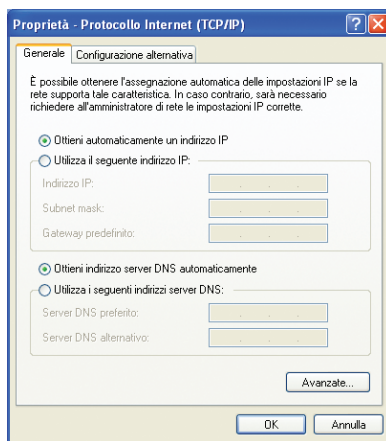 Proprietà - Protocollo Internet (TCP/IP)
Generale
Configurazione alternativa
È possibile ottenere l'assegnazione automatica delle impostazioni IP se la
rete supporta tale caratteristica. In caso contrario, sarà necessario
richiedere all'amministratore di rete le impostazioni IP corrette.
Ottieni automaticamente un indirizzo IP
Utilizza il seguente indirizzo IP:
Indirizzo IP:
Subnet mask:
Gateway predefinito:
Ottieni indirizzo server DNS automaticamente
Utilizza i seguenti indirizzi server DNS:
Server DNS preferito:
Server DNS alternativo:
Avanzate...
OK
Annulla